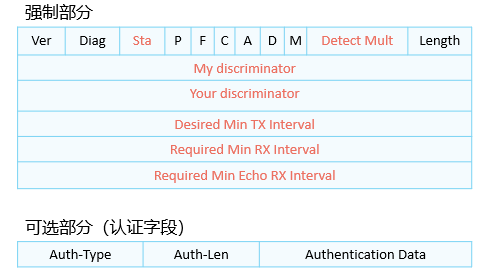 强制部分
Ver Diag Sta P F C A D M Detect Mult Length
My discriminator
Your discriminator
Desired Min TX Interval
Required Min RX Interval
Required Min Echo RX Interval
可选部分（认证字段）
Auth-Type Auth-Len Authentication Data